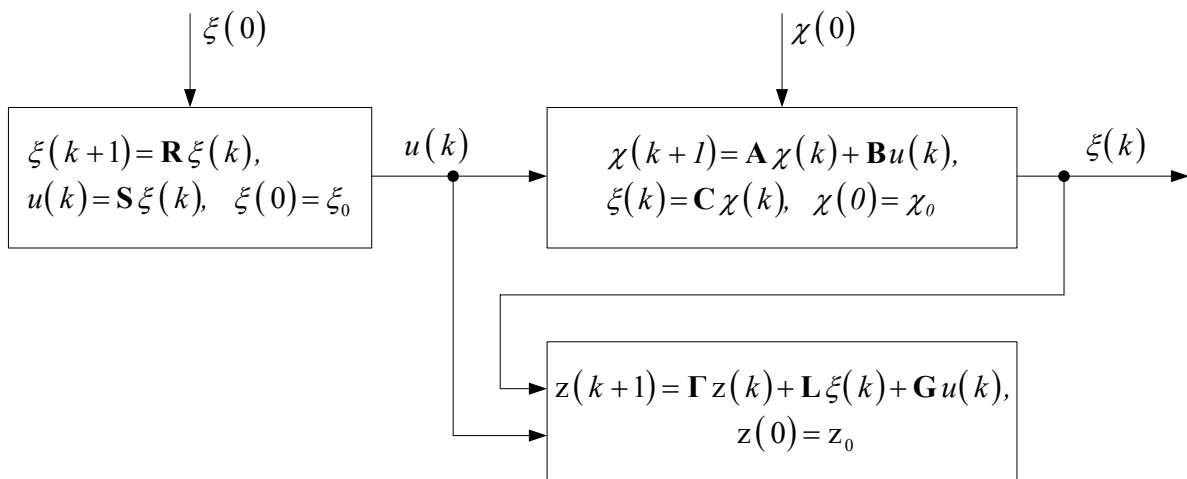 ξ(0)
χ(0)
ξ(k+1)=R ξ(k),
u(k)=S ξ(k), ξ(0)=ξ₀
u(k)
χ(k+1)=A χ(k)+B u(k),
ξ(k)=C χ(k), χ(0)=χ₀
ξ(k)
z(k+1)=Γ z(k)+L ξ(k)+G u(k),
z(0)=z₀